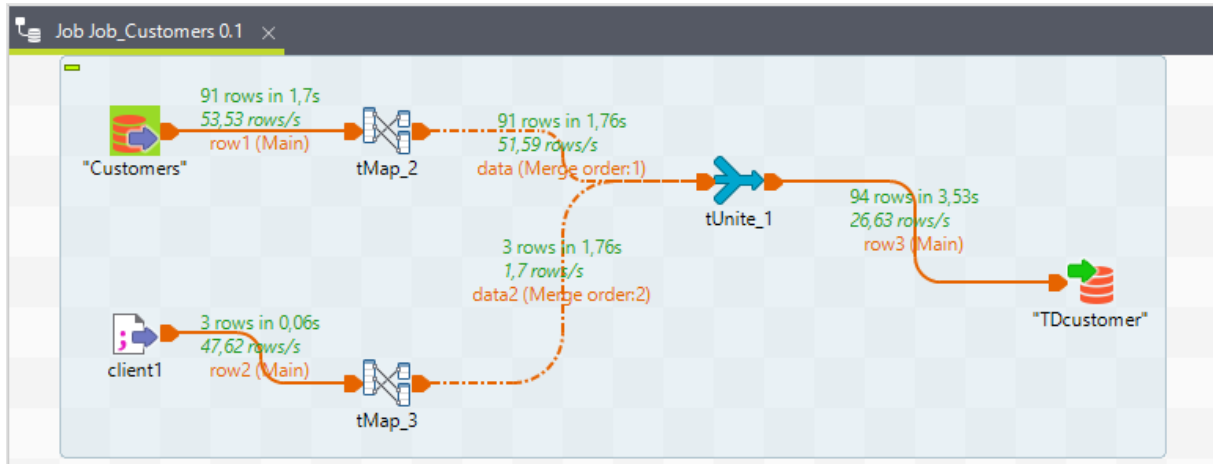 Job Job_Customers 0.1
91 rows in 1,7s
53,53 rows/s
row1 (Main)
"Customers"
tMap_2
91 rows in 1,76s
51,59 rows/s
data (Merge order:1)
tUnite_1
94 rows in 3,53s
26,63 rows/s
row3 (Main)
"TDcustomer"
3 rows in 1,76s
1,7 rows/s
data2 (Merge order:2)
3 rows in 0,06s
47,62 rows/s
row2 (Main)
client1
tMap_3